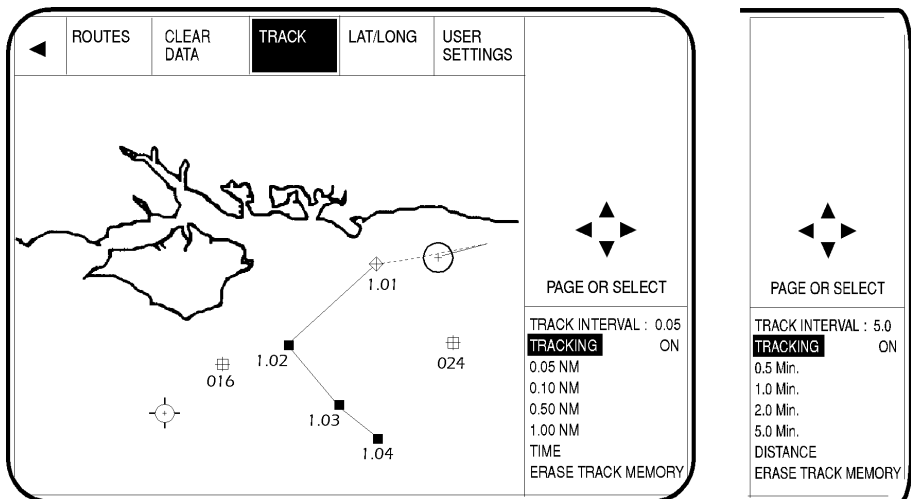 ROUTES
CLEAR
DATA
TRACK
LAT/LONG
USER
SETTINGS
1.01
1.02
016
024
1.03
1.04
PAGE OR SELECT
TRACK INTERVAL : 0.05
TRACKING ON
0.05 NM
0.10 NM
0.50 NM
1.00 NM
TIME
ERASE TRACK MEMORY
PAGE OR SELECT
TRACK INTERVAL : 5.0
TRACKING ON
0.5 Min.
1.0 Min.
2.0 Min.
5.0 Min.
DISTANCE
ERASE TRACK MEMORY